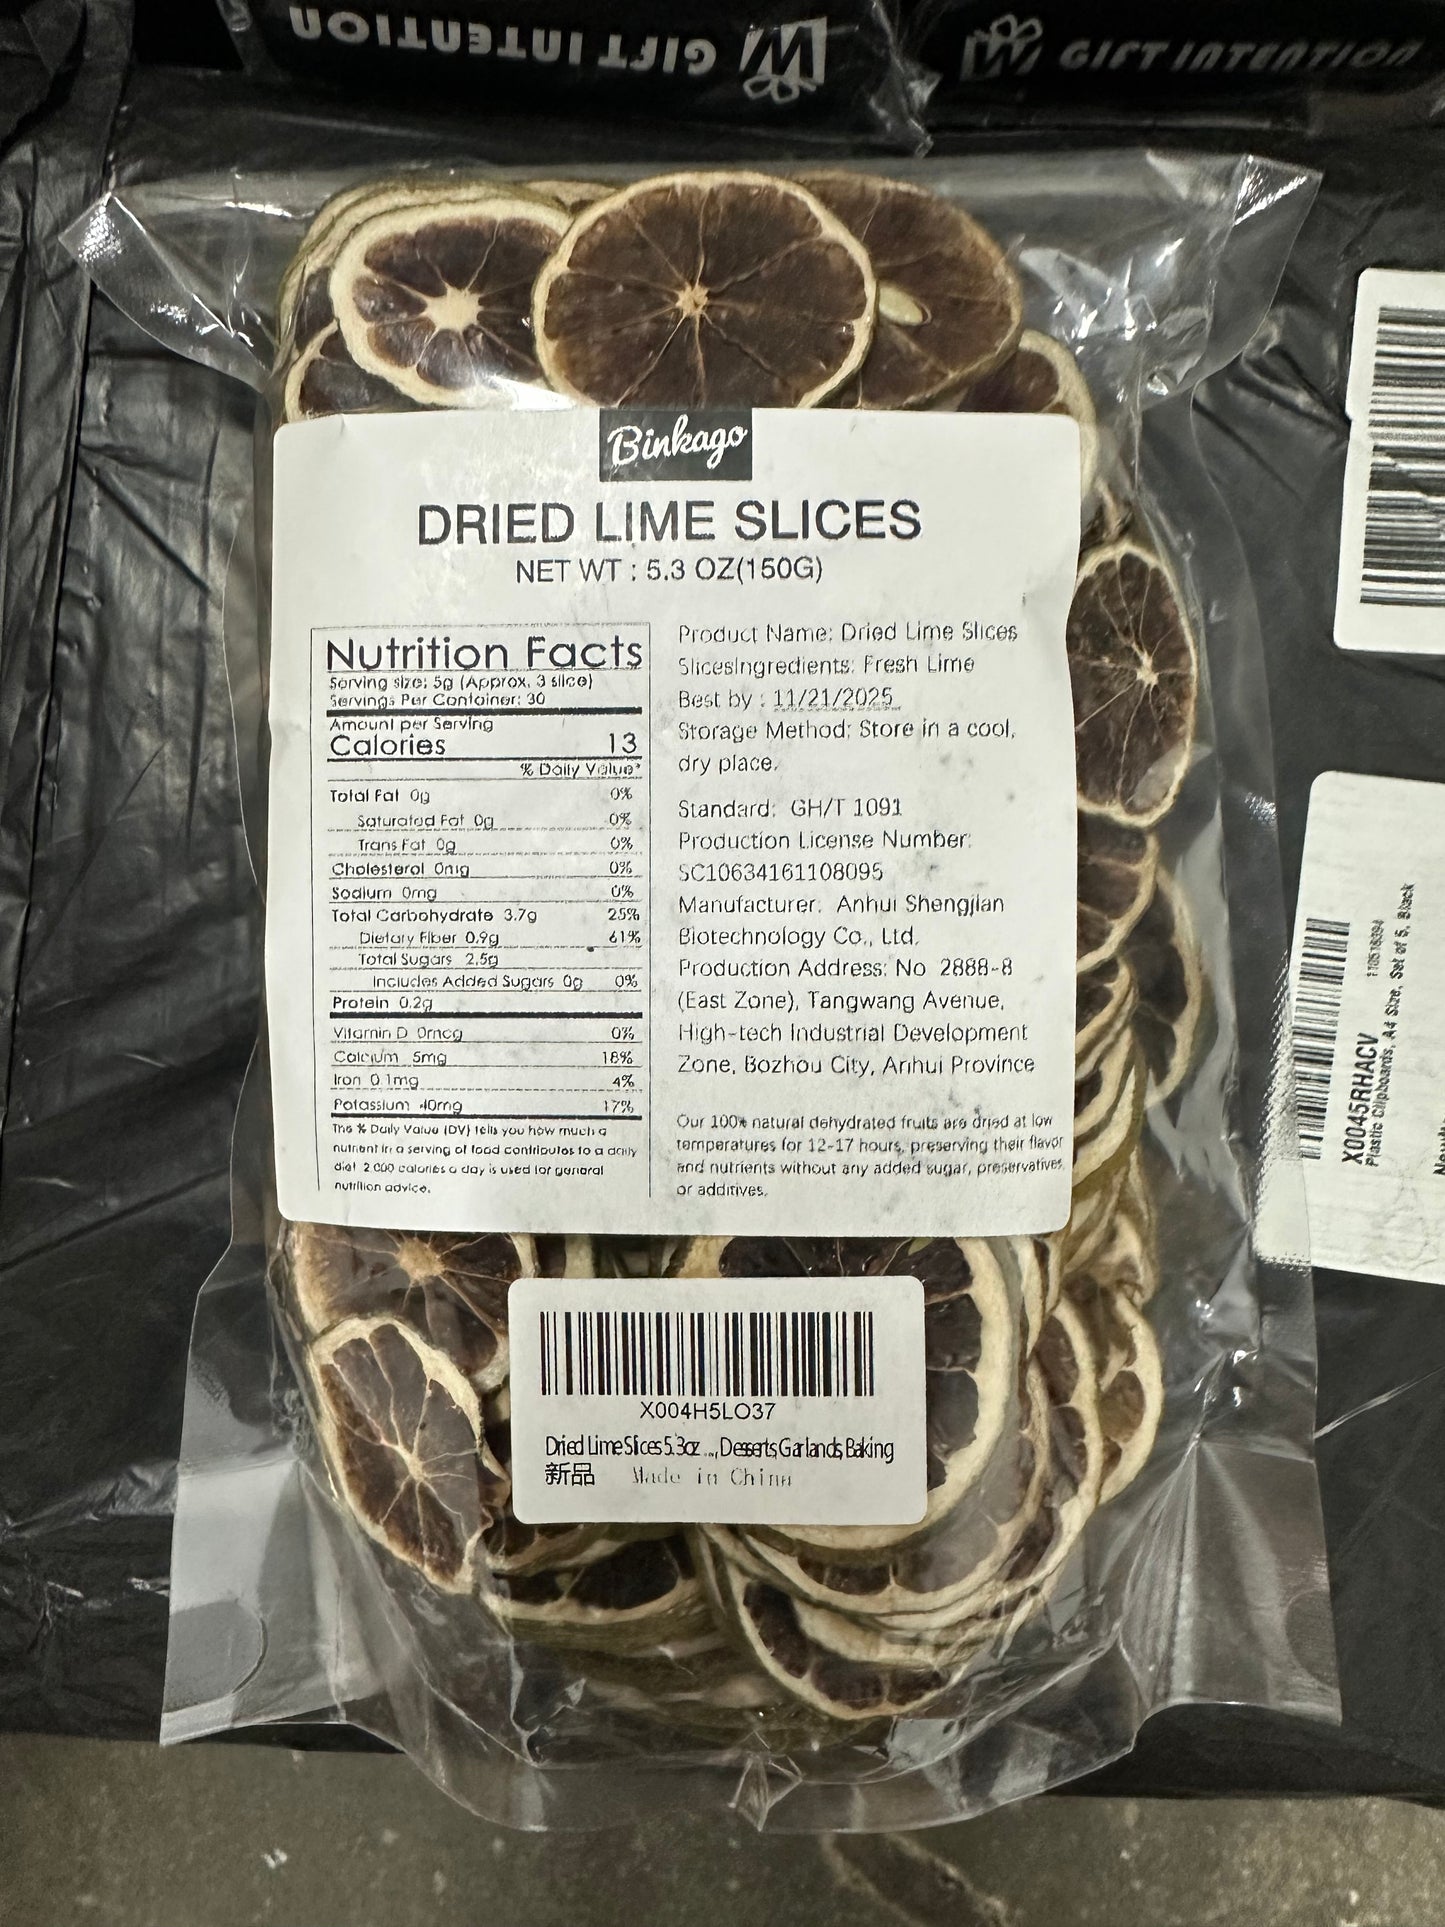 GIFT INTENTION
GIFT INTENTION
Binkago
DRIED LIME SLICES
NET WT : 5.3 OZ(150G)
Nutrition Facts
Serving size: 5g (Approx. 3 slice)
Servings Per Container: 30
Amount per Serving
Calories 13
% Daily Value*
Total Fat 0g 0%
Saturated Fat 0g 0%
Trans Fat 0g 0%
Cholesterol 0mg 0%
Sodium 0mg 0%
Total Carbohydrate 3.7g 25%
Dietary Fiber 0.9g 61%
Total Sugars 2.5g
Includes Added Sugars 0g 0%
Protein 0.2g
Vitamin D 0mcg 0%
Calcium 5mg 18%
Iron 0.1mg 4%
Potassium 40mg 17%
The % Daily Value (DV) tells you how much a
nutrient in a serving of food contributes to a daily
diet 2 000 calories a day is used for general
nutrition advice.
Product Name: Dried Lime Slices
SlicesIngredients: Fresh Lime
Best by : 11/21/2025
Storage Method: Store in a cool,
dry place.
Standard: GH/T 1091
Production License Number:
SC10634161108095
Manufacturer: Anhui Shengjian
Biotechnology Co., Ltd.
Production Address: No 2888-8
(East Zone), Tangwang Avenue,
High-tech Industrial Development
Zone, Bozhou City, Anhui Province
Our 100% natural dehydrated fruits are dried at low
temperatures for 12-17 hours, preserving their flavor
and nutrients without any added sugar, preservatives,
or additives.
X004H5LO37
Dried Lime Slices 5.3oz ..., Desserts, Garlands, Baking
新品 Made in China
X0045RHACV
Plastic Clipboards, A4 Size, Set of 5, Black